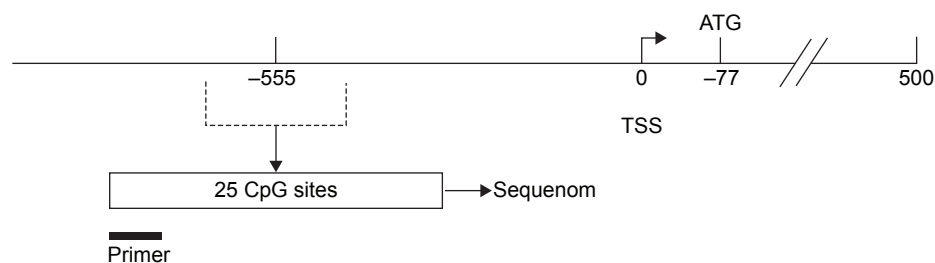 ATG
–555
0
–77
500
TSS
25 CpG sites
Sequenom
Primer